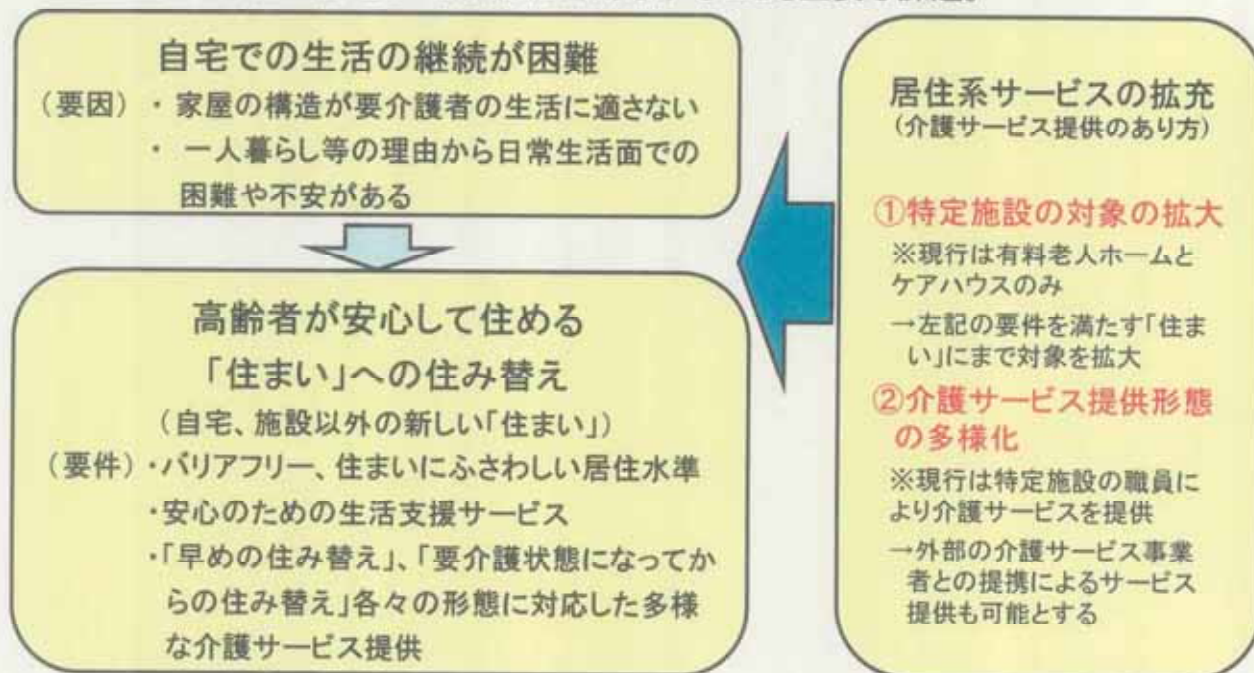 自宅での生活の継続が困難
(要因)・ 家屋の構造が要介護者の生活に適さない
・ 一人暮らし等の理由から日常生活面での
困難や不安がある
高齢者が安心して住める
「住まい」への住み替え
(自宅、施設以外の新しい「住まい」)
(要件)・バリアフリー、住まいにふさわしい居住水準
・安心のための生活支援サービス
・「早めの住み替え」、「要介護状態になってか
らの住み替え」各々の形態に対応した多様
な介護サービス提供
居住系サービスの拡充
(介護サービス提供のあり方)
①特定施設の対象の拡大
※現行は有料老人ホームと
ケアハウスのみ
→左記の要件を満たす「住ま
い」にまで対象を拡大
②介護サービス提供形態
の多様化
※現行は特定施設の職員に
より介護サービスを提供
→外部の介護サービス事業
者との提携によるサービス
提供も可能とする